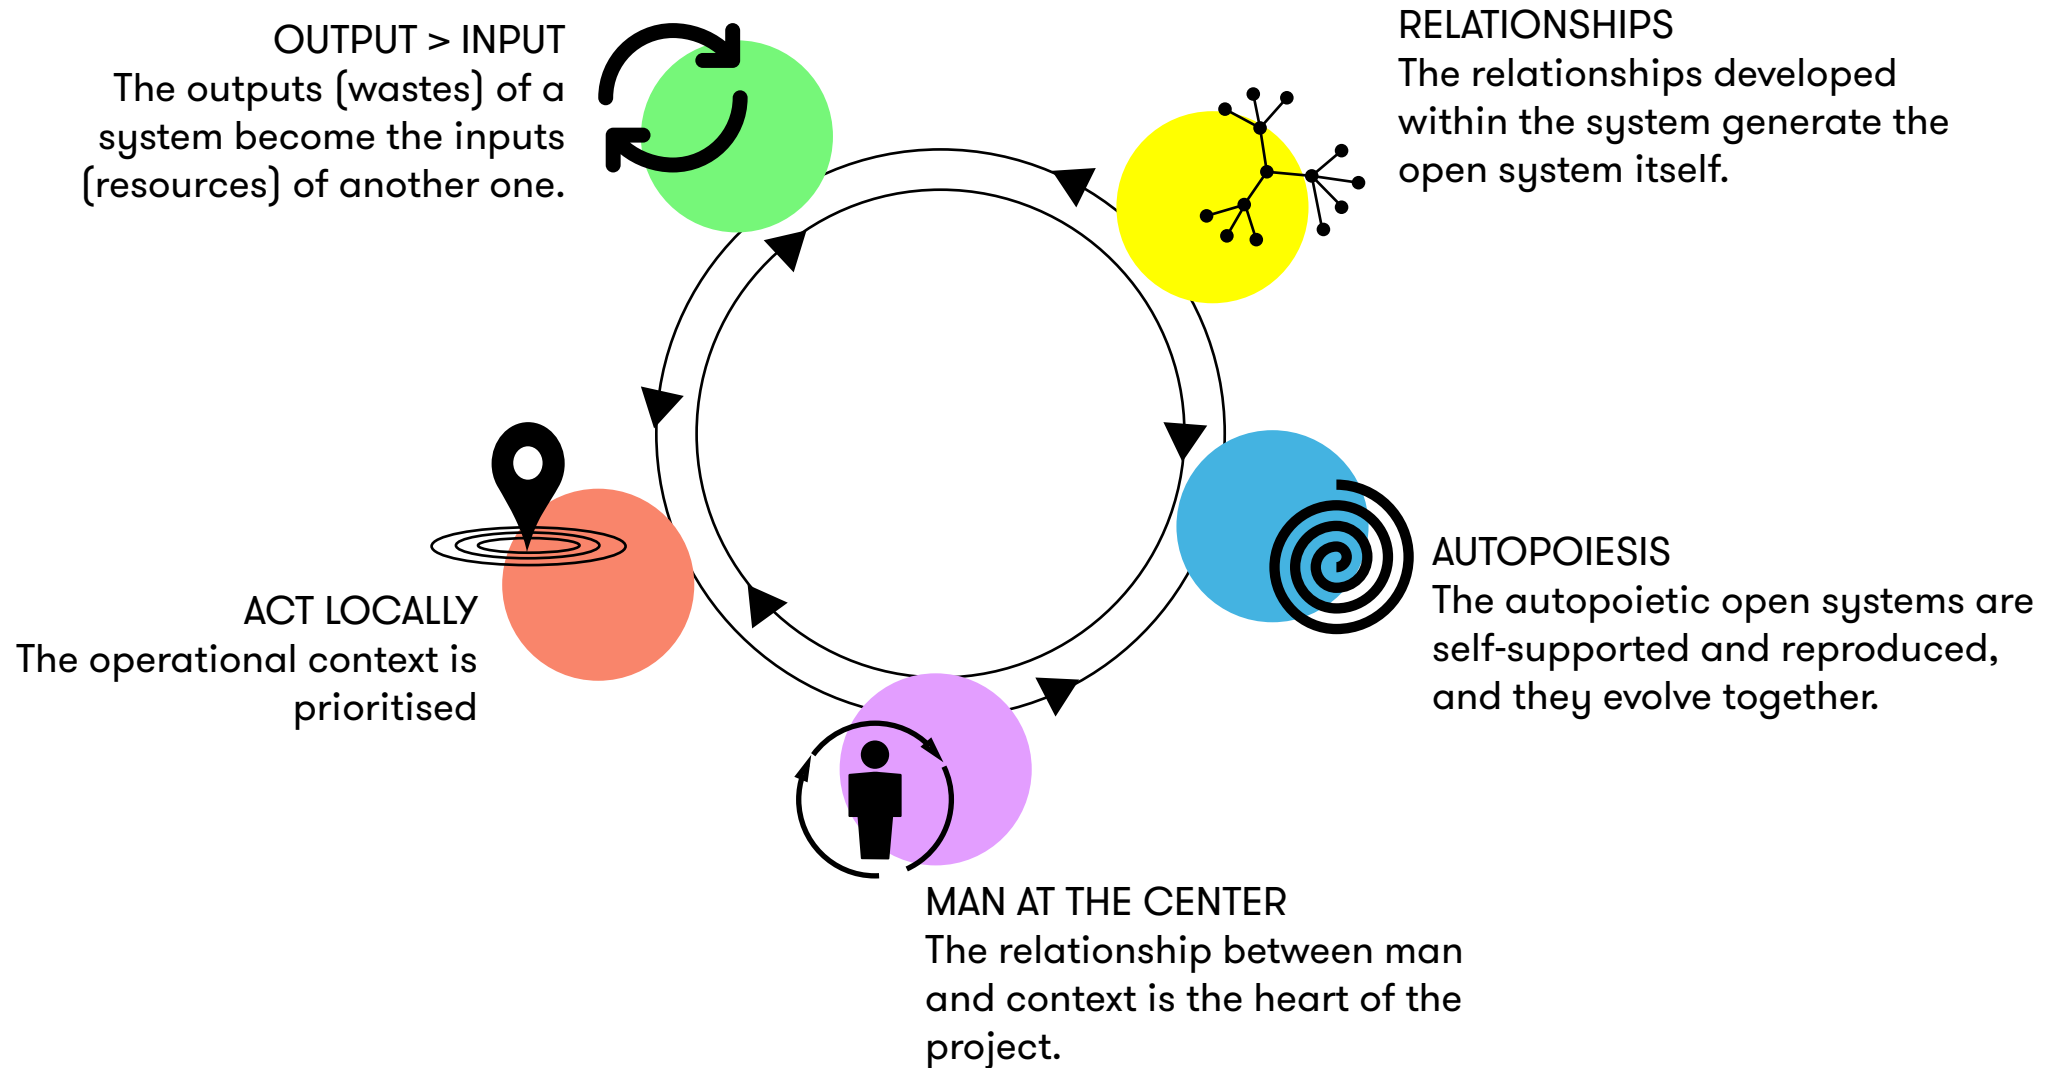 OUTPUT > INPUT
The outputs (wastes) of a
system become the inputs
(resources) of another one.
RELATIONSHIPS
The relationships developed
within the system generate the
open system itself.
AUTOPOIESIS
The autopoietic open systems are
self-supported and reproduced,
and they evolve together.
ACT LOCALLY
The operational context is
prioritised
MAN AT THE CENTER
The relationship between man
and context is the heart of the
project.